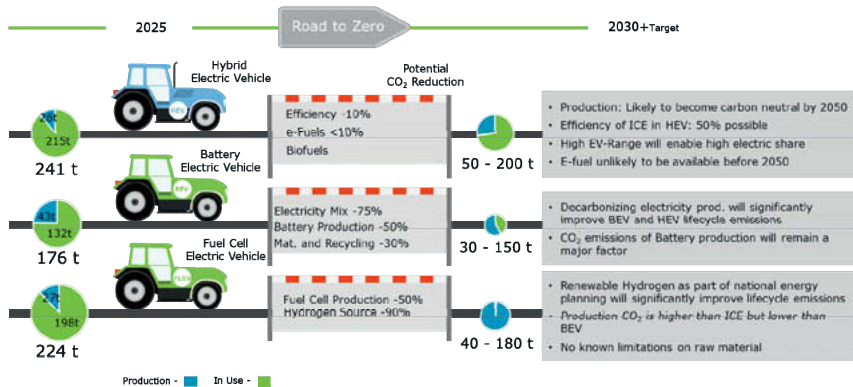 2025
Road to Zero
2030+Target
Hybrid
Electric Vehicle
Potential
CO₂ Reduction
HEV
26t
215t
241 t
Efficiency -10%
e-Fuels <10%
Biofuels
50 - 200 t
• Production: Likely to become carbon neutral by 2050
• Efficiency of ICE in HEV: 50% possible
• High EV-Range will enable high electric share
• E-fuel unlikely to be available before 2050
Battery
Electric Vehicle
BEV
43t
132t
176 t
Electricity Mix -75%
Battery Production -50%
Mat. and Recycling -30%
30 - 150 t
• Decarbonizing electricity prod. will significantly
improve BEV and HEV lifecycle emissions
• CO₂ emissions of Battery production will remain a
major factor
Fuel Cell
Electric Vehicle
27t
198t
224 t
Fuel Cell Production -50%
Hydrogen Source -90%
40 - 180 t
• Renewable Hydrogen as part of national energy
planning will significantly improve lifecycle emissions
• Production CO₂ is higher than ICE but lower than
BEV
• No known limitations on raw material
Production -
In Use -